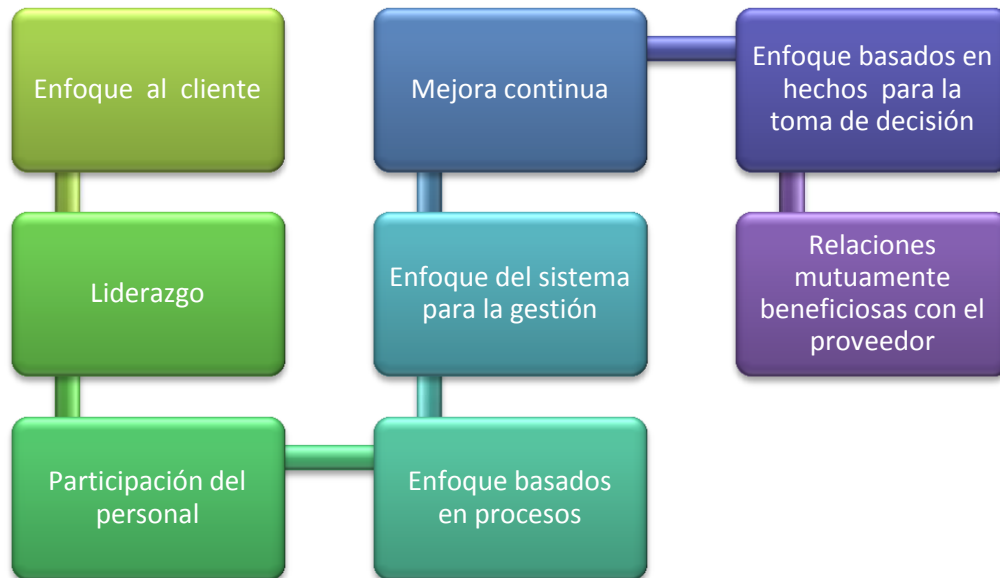 Enfoque al cliente
Liderazgo
Participación del
personal
Enfoque basados
en procesos
Enfoque del sistema
para la gestión
Mejora continua
Enfoque basados en
hechos para la
toma de decisión
Relaciones
mutuamente
beneficiosas con el
proveedor